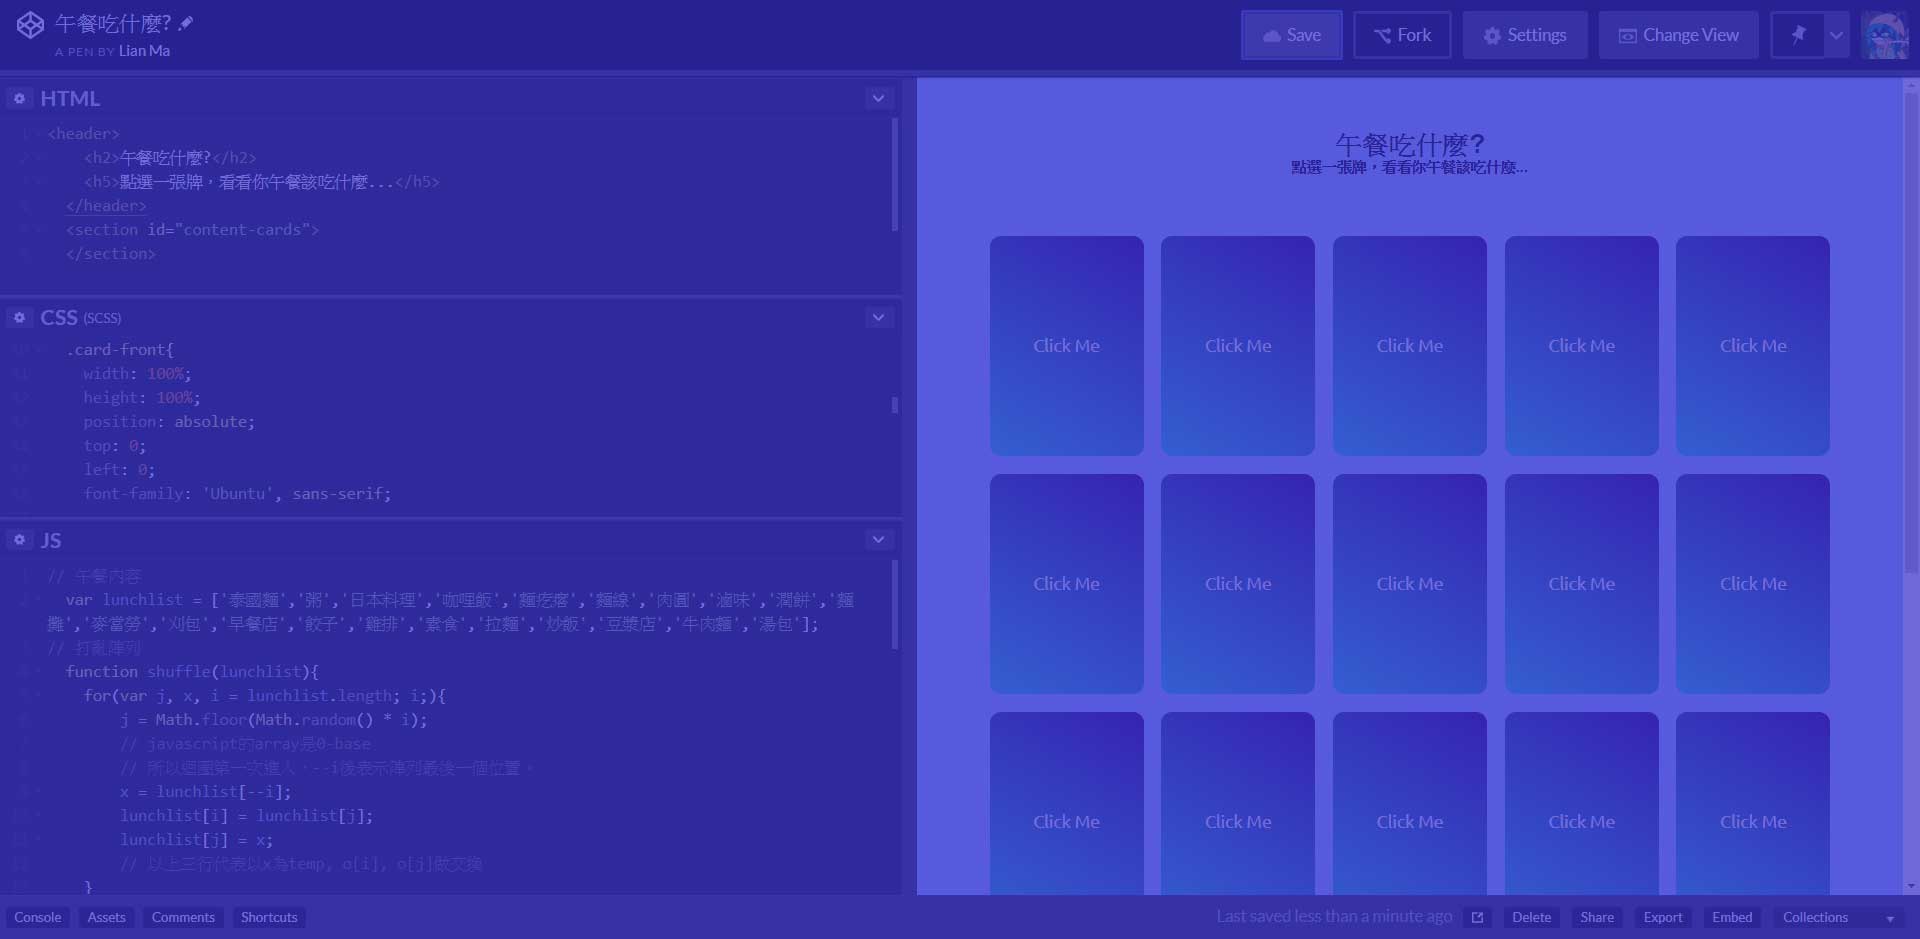 午餐吃什麼?
A PEN BY Lian Ma
Save
Fork
Settings
Change View
HTML
<header>
<h2>午餐吃什麼?</h2>
<h5>點選一張牌，看看你午餐該吃什麼...</h5>
</header>
<section id="content-cards">
</section>
CSS (SCSS)
.card-front{
width: 100%;
height: 100%;
position: absolute;
top: 0;
left: 0;
font-family: 'Ubuntu', sans-serif;
JS
// 午餐內容
var lunchlist = ['泰國麵','粥','日本料理','咖哩飯','麵疙瘩','麵線','肉圓','滷味','潤餅','麵
攤','麥當勞','刈包','早餐店','餃子','雞排','素食','拉麵','炒飯','豆漿店','牛肉麵','湯包'];
// 打亂陣列
function shuffle(lunchlist){
for(var j, x, i = lunchlist.length; i;){
j = Math.floor(Math.random() * i);
// javascript的array是0-base
// 所以迴圈第一次進入，--i後表示陣列最後一個位置。
x = lunchlist[--i];
lunchlist[i] = lunchlist[j];
lunchlist[j] = x;
// 以上三行代表以x為temp, o[i], o[j]做交換
}
午餐吃什麼?
點選一張牌，看看你午餐該吃什麼...
Click Me Click Me Click Me Click Me Click Me
Click Me Click Me Click Me Click Me Click Me
Click Me Click Me Click Me Click Me Click Me
Console Assets Comments Shortcuts
Last saved less than a minute ago Delete Share Export Embed Collections